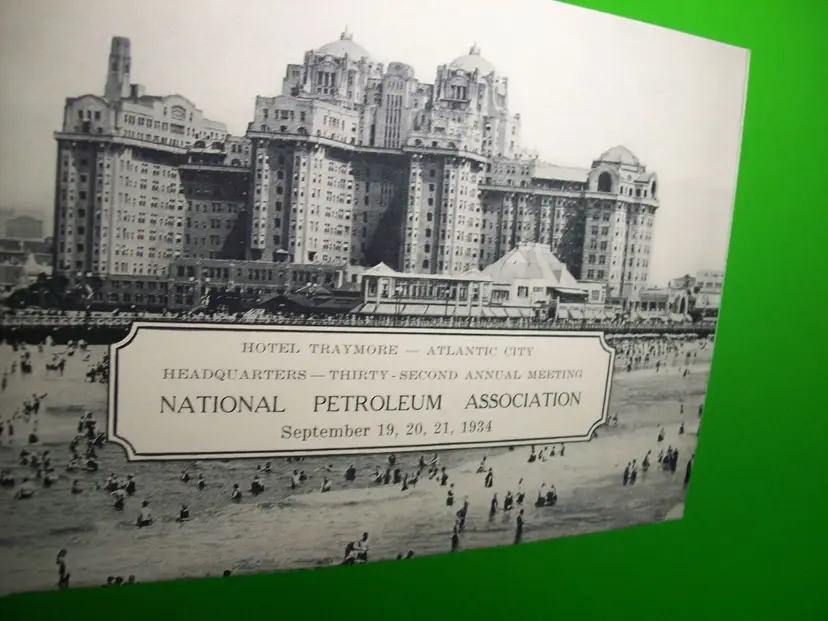 HOTEL TRAYMORE — ATLANTIC CITY
HEADQUARTERS — THIRTY-SECOND ANNUAL MEETING
NATIONAL PETROLEUM ASSOCIATION
September 19, 20, 21, 1934